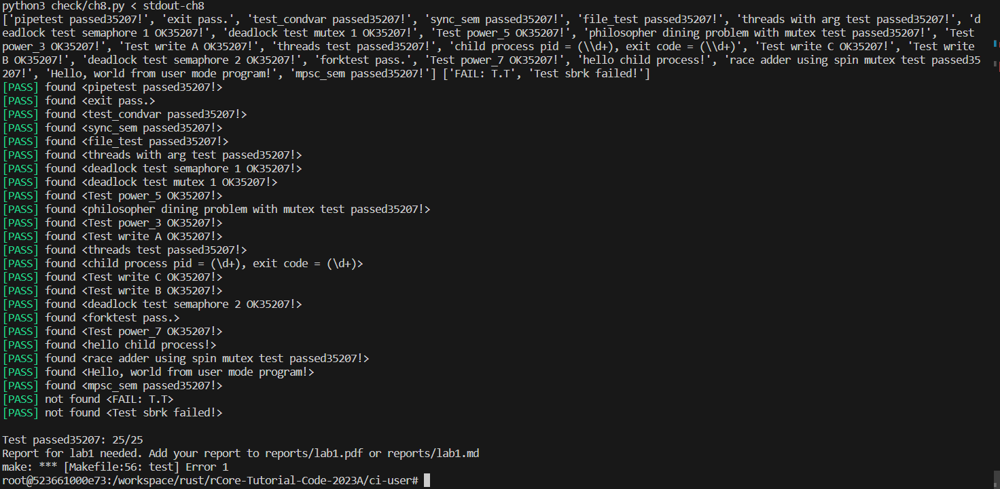 python3 check/ch8.py < stdout-ch8
['pipetest passed35207!', 'exit pass.', 'test_condvar passed35207!', 'sync_sem passed35207!', 'file_test passed35207!', 'threads with arg test passed35207!', 'd
eadlock test semaphore 1 OK35207!', 'deadlock test mutex 1 OK35207!', 'Test power_5 OK35207!', 'philosopher dining problem with mutex test passed35207!', 'Test 
power_3 OK35207!', 'Test write A OK35207!', 'threads test passed35207!', 'child process pid = (\\d+), exit code = (\\d+)', 'Test write C OK35207!', 'Test write 
B OK35207!', 'deadlock test semaphore 2 OK35207!', 'forktest pass.', 'Test power_7 OK35207!', 'hello child process!', 'race adder using spin mutex test passed35
207!', 'Hello, world from user mode program!', 'mpsc_sem passed35207!'] ['FAIL: T.T', 'Test sbrk failed!']
[PASS] found <pipetest passed35207!>
[PASS] found <exit pass.>
[PASS] found <test_condvar passed35207!>
[PASS] found <sync_sem passed35207!>
[PASS] found <file_test passed35207!>
[PASS] found <threads with arg test passed35207!>
[PASS] found <deadlock test semaphore 1 OK35207!>
[PASS] found <deadlock test mutex 1 OK35207!>
[PASS] found <Test power_5 OK35207!>
[PASS] found <philosopher dining problem with mutex test passed35207!>
[PASS] found <Test power_3 OK35207!>
[PASS] found <Test write A OK35207!>
[PASS] found <threads test passed35207!>
[PASS] found <child process pid = (\d+), exit code = (\d+)>
[PASS] found <Test write C OK35207!>
[PASS] found <Test write B OK35207!>
[PASS] found <deadlock test semaphore 2 OK35207!>
[PASS] found <forktest pass.>
[PASS] found <Test power_7 OK35207!>
[PASS] found <hello child process!>
[PASS] found <race adder using spin mutex test passed35207!>
[PASS] found <Hello, world from user mode program!>
[PASS] found <mpsc_sem passed35207!>
[PASS] not found <FAIL: T.T>
[PASS] not found <Test sbrk failed!>

Test passed35207: 25/25
Report for lab1 needed. Add your report to reports/lab1.pdf or reports/lab1.md
make: *** [Makefile:56: test] Error 1
root@523661000e73:/workspace/rust/rCore-Tutorial-Code-2023A/ci-user#